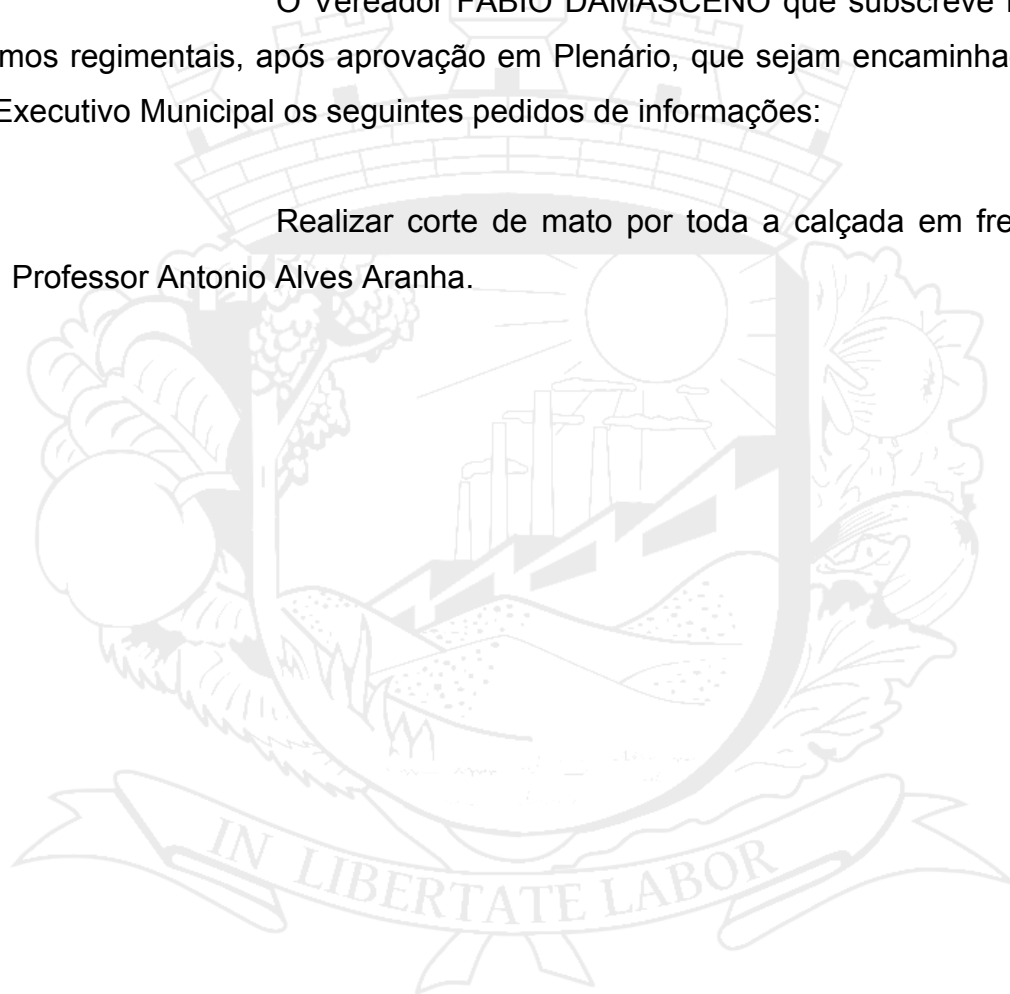 O Vereador FABIO DAMASCENO que subscreve
mos regimentais, após aprovação em Plenário, que sejam encaminha
Executivo Municipal os seguintes pedidos de informações:
Realizar corte de mato por toda a calçada em fre
Professor Antonio Alves Aranha.
IN LIBERTATE LABOR